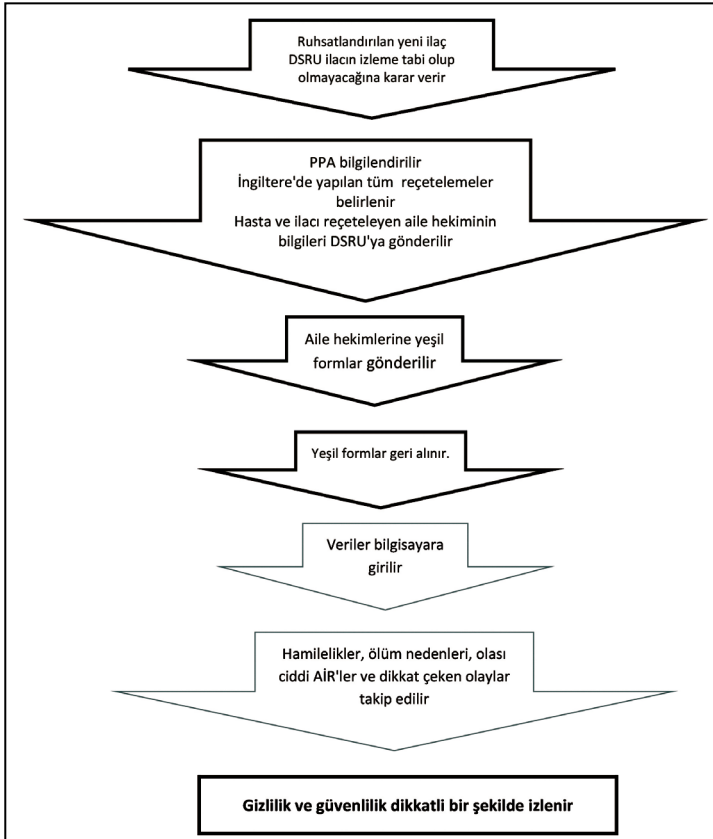 Ruhsatlandırılan yeni ilaç
DSRU ilacın izleme tabi olup
olmayacağına karar verir
PPA bilgilendirilir
İngiltere'de yapılan tüm reçetelemeler
belirlenir
Hasta ve ilacı reçeteleyen aile hekiminin
bilgileri DSRU'ya gönderilir
Aile hekimlerine yeşil
formlar gönderilir
Yeşil formlar geri alınır.
Veriler bilgisayara
girilir
Hamilelikler, ölüm nedenleri, olası
ciddi AİR'ler ve dikkat çeken olaylar
takip edilir
Gizlilik ve güvenlilik dikkatli bir şekilde izlenir